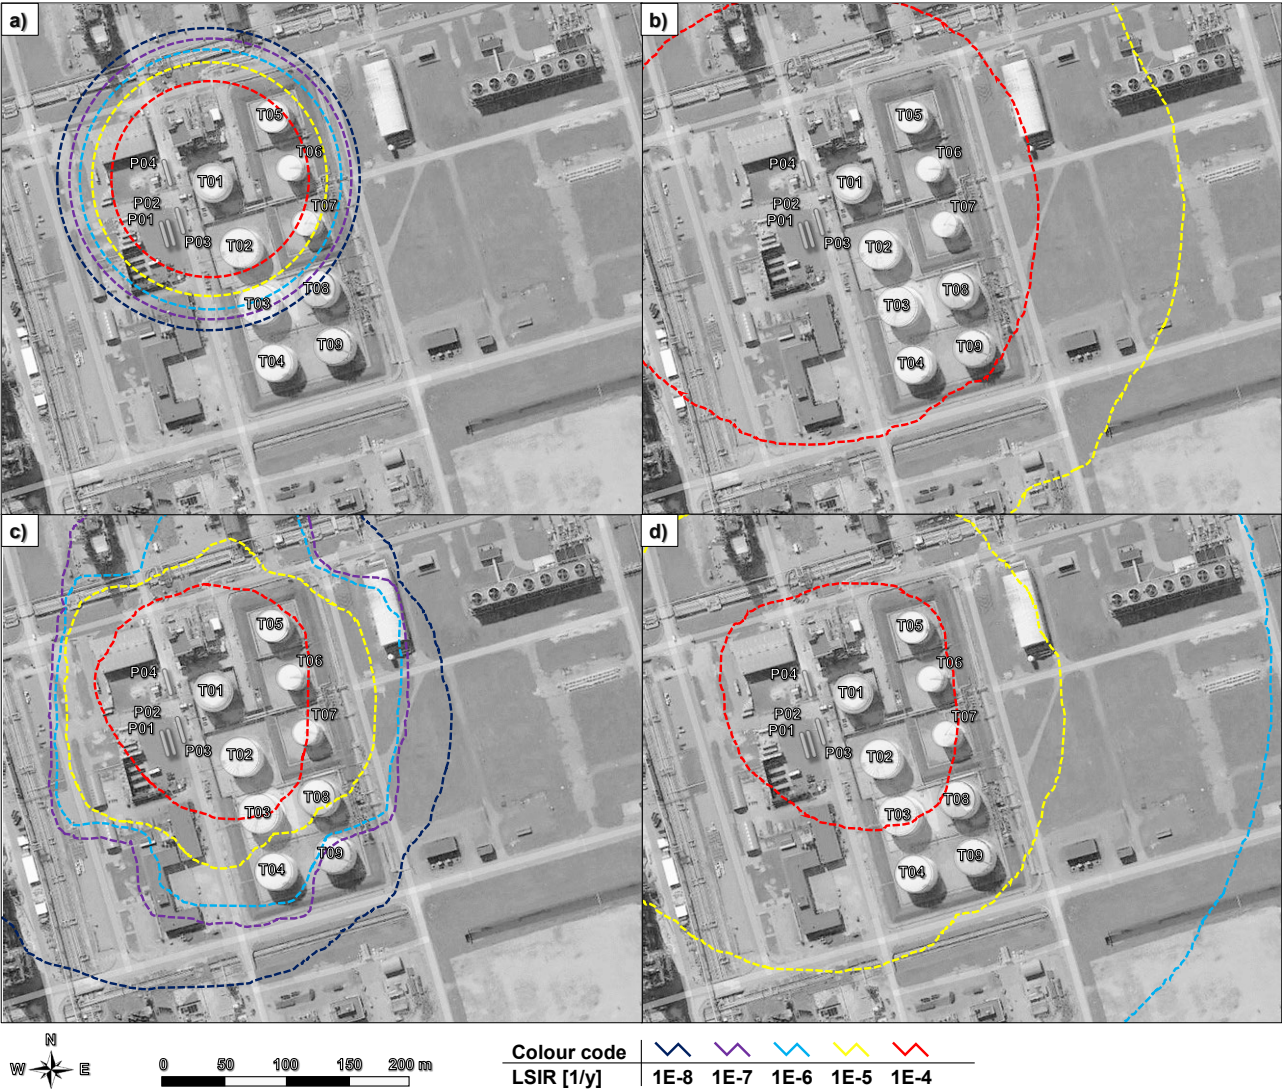 a)
T05
T06
P04
T01
P02
T07
P01
P03
T02
T08
T03
T09
T04
b)
T05
T06
P04
T01
P02
T07
P01
P03
T02
T08
T03
T09
T04
c)
T05
T06
P04
T01
P02
T07
P01
P03
T02
T08
T03
T09
T04
d)
T05
T06
P04
T01
P02
T07
P01
P03
T02
T08
T03
T09
T04
N
W E
S
0 50 100 150 200 m
Colour code
LSIR [1/y] 1E-8 1E-7 1E-6 1E-5 1E-4